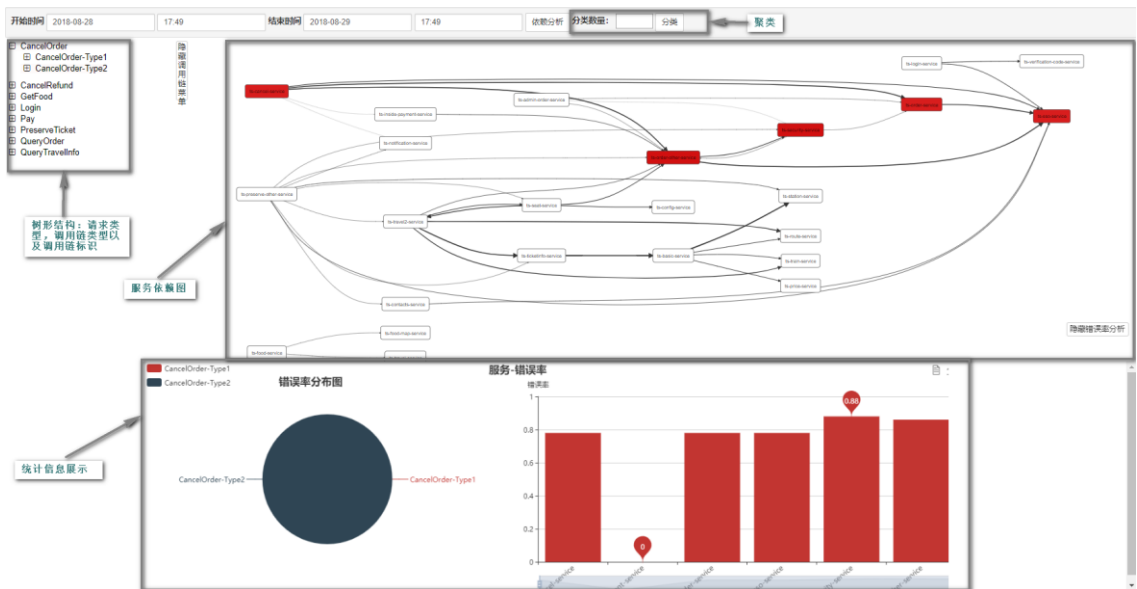 开始时间 2018-08-28 17:49 结束时间 2018-08-29 17:49 依赖分析 分类数量: 分类
聚类
CancelOrder
CancelOrder-Type1
CancelOrder-Type2
CancelRefund
GetFood
Login
Pay
PreserveTicket
QueryOrder
QueryTravelInfo
隐藏调用链菜单
树形结构：请求类
型，调用链类型以
及调用链标识
服务依赖图
ts-login-service
ts-verification-code-service
ts-admin-order-service
ts-inside-payment-service
ts-notification-service
ts-preserve-other-service
ts-station-service
ts-seat-service
ts-config-service
ts-travel2-service
ts-route-service
ts-ticketinfo-service
ts-basic-service
ts-train-service
ts-price-service
ts-contacts-service
ts-food-map-service
ts-food-service
隐藏错误率分析
统计信息展示
CancelOrder-Type1
CancelOrder-Type2
错误率分布图
CancelOrder-Type2
CancelOrder-Type1
服务-错误率
错误率
1
0.8
0.6
0.4
0.2
0
0
0.88